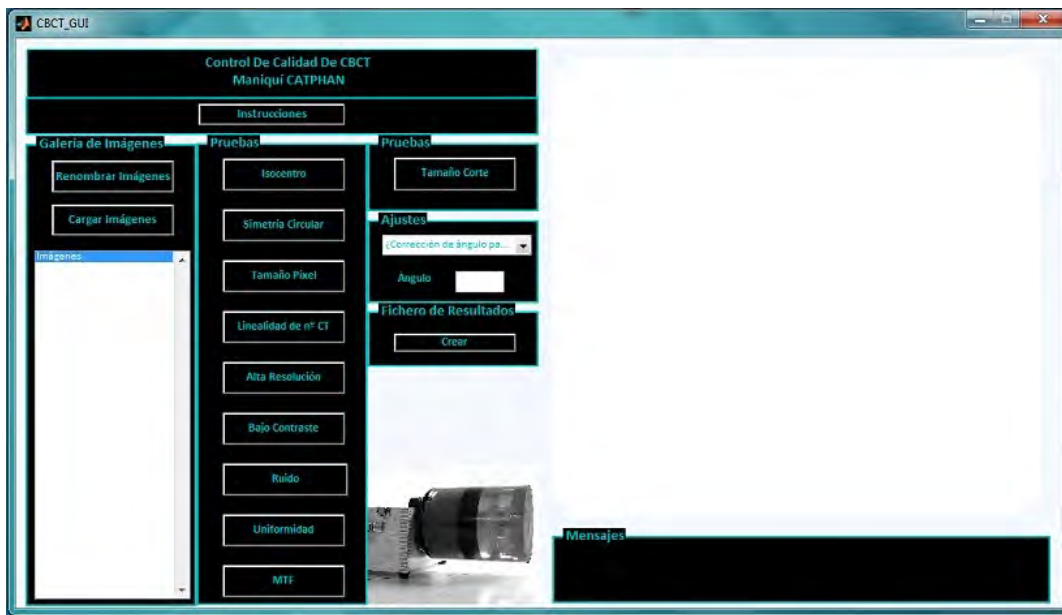 CBCT_GUI
Control De Calidad De CBCT
Maniquí CATPHAN
Instrucciones
Galería de Imágenes
Renombrar Imágenes
Cargar Imágenes
Imágenes
Pruebas
Isocentro
Simetría Circular
Tamaño Píxel
Linealidad de nº CT
Alta Resolución
Bajo Contraste
Ruido
Uniformidad
MTF
Pruebas
Tamaño Corte
Ajustes
¿Corrección de ángulo pa...
Ángulo
Fichero de Resultados
Crear
Mensajes